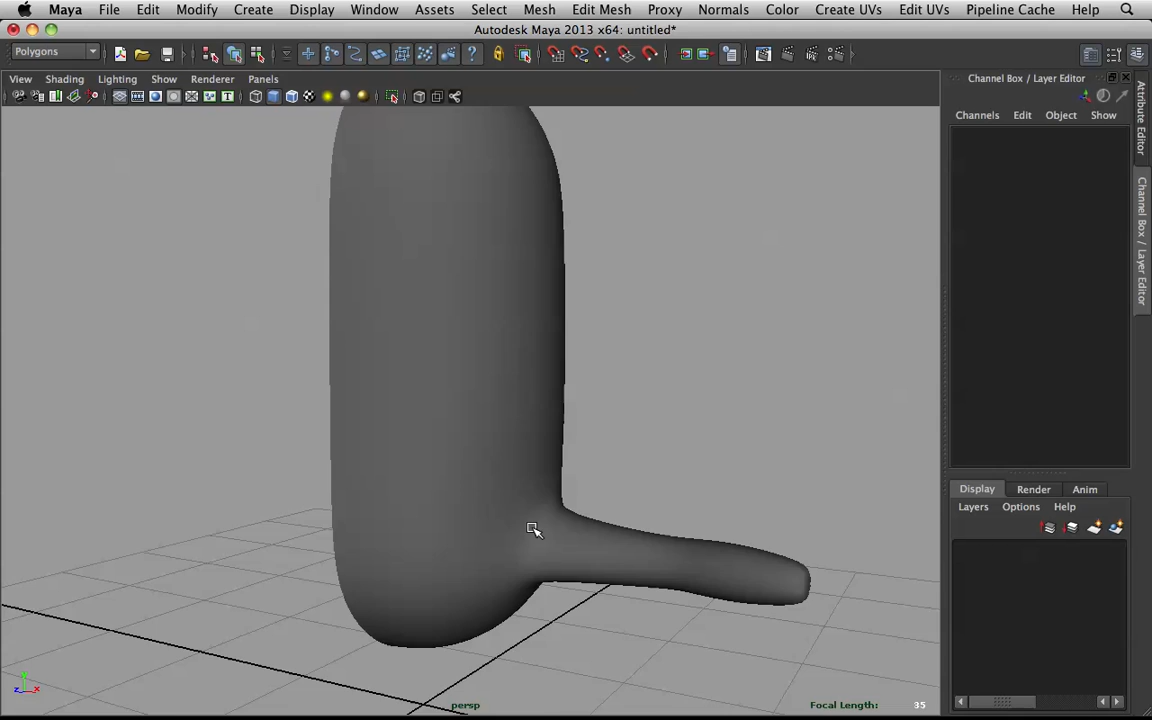 Maya File Edit Modify Create Display Window Assets Select Mesh Edit Mesh Proxy Normals Color Create UVs Edit UVs Pipeline Cache Help
Autodesk Maya 2013 x64: untitled*
Polygons
View Shading Lighting Show Renderer Panels
Channel Box / Layer Editor
Channels Edit Object Show
Attribute Editor
Channel Box / Layer Editor
Display Render Anim
Layers Options Help
persp
Focal Length: 35
y
z x